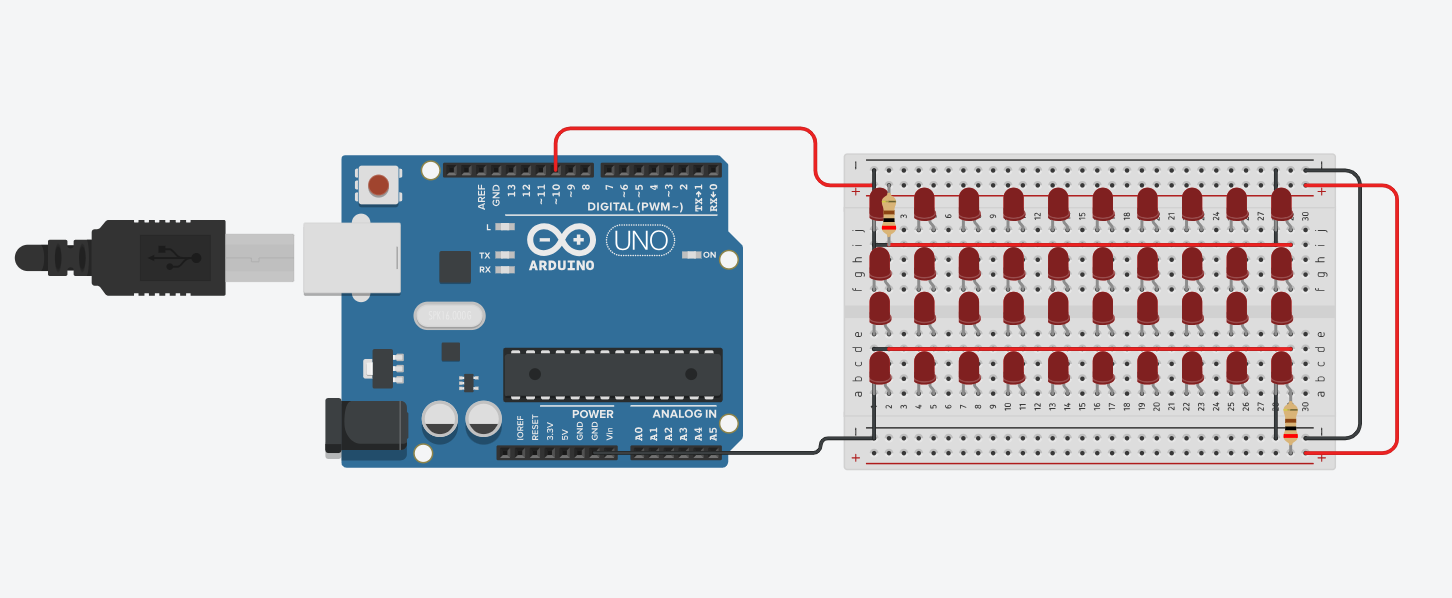 AREF
GND
13
12
~11
~10
~9
8
7
~6
~5
4
~3
2
TX→1
RX←0
DIGITAL (PWM~)
L
TX
RX
ARDUINO
UNO
ON
POWER
ANALOG IN
IOREF
RESET
3.3V
5V
GND
GND
Vin
A0
A1
A2
A3
A4
A5
− −
+ +
3 6 9 12 15 18 21 24 27 30
j j
i i
h h
g g
f f
e e
d d
c c
b b
a a
2 3 4 5 6 7 8 9 10 11 12 13 14 15 16 17 18 19 20 21 22 23 24 25 26 27 30
− −
+ +